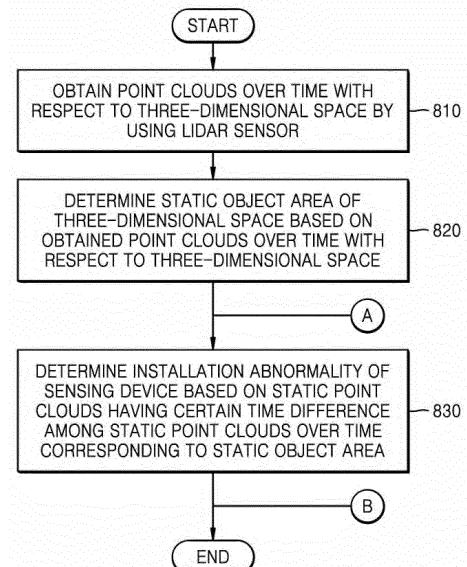 START
OBTAIN POINT CLOUDS OVER TIME WITH
RESPECT TO THREE-DIMENSIONAL SPACE BY
USING LIDAR SENSOR
810
DETERMINE STATIC OBJECT AREA OF
THREE-DIMENSIONAL SPACE BASED ON
OBTAINED POINT CLOUDS OVER TIME WITH
RESPECT TO THREE-DIMENSIONAL SPACE
820
A
DETERMINE INSTALLATION ABNORMALITY OF
SENSING DEVICE BASED ON STATIC POINT
CLOUDS HAVING CERTAIN TIME DIFFERENCE
AMONG STATIC POINT CLOUDS OVER TIME
CORRESPONDING TO STATIC OBJECT AREA
830
B
END